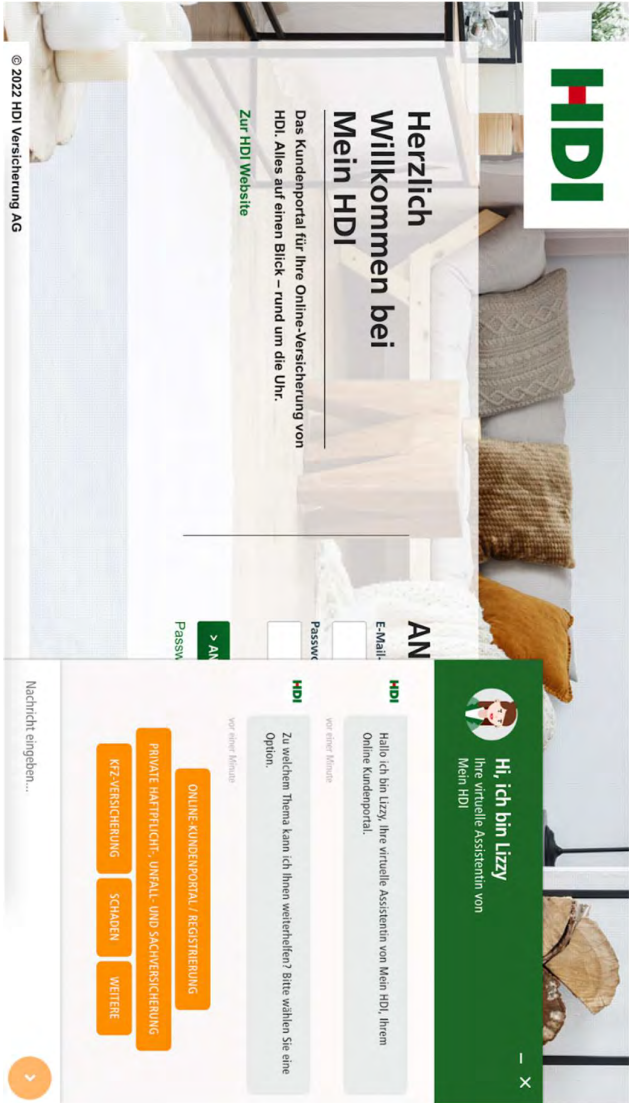 HDI
Herzlich
Willkommen bei
Mein HDI
Das Kundenportal für Ihre Online-Versicherung von
HDI. Alles auf einen Blick – rund um die Uhr.
Zur HDI Website
AN
E-Mail-
Passwo
> AN
Passw
© 2022 HDI Versicherung AG
Hi, ich bin Lizzy
Ihre virtuelle Assistentin von
Mein HDI
HDI
Hallo ich bin Lizzy, Ihre virtuelle Assistentin von Mein HDI, Ihrem
Online Kundenportal.
vor einer Minute
HDI
Zu welchem Thema kann ich Ihnen weiterhelfen? Bitte wählen Sie eine
Option.
vor einer Minute
ONLINE-KUNDENPORTAL / REGISTRIERUNG
PRIVATE HAFTPFLICHT-, UNFALL- UND SACHVERSICHERUNG
KFZ-VERSICHERUNG
SCHADEN
WEITERE
Nachricht eingeben...